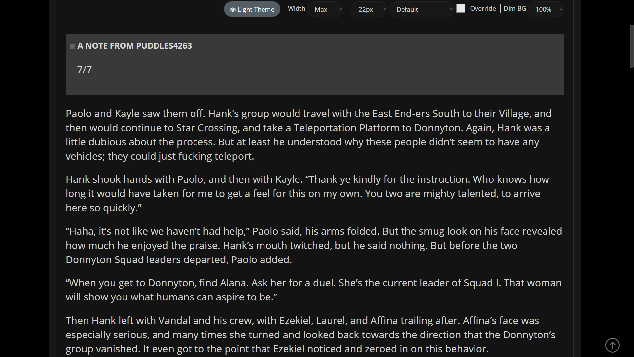 Light Theme Width Max 22px Default Override Dim BG 100%
A NOTE FROM PUDDLES4263
7/7
Paolo and Kayle saw them off. Hank's group would travel with the East End-ers South to their Village, and
then would continue to Star Crossing, and take a Teleportation Platform to Donnyton. Again, Hank was a
little dubious about the process. But at least he understood why these people didn't seem to have any
vehicles; they could just fucking teleport.
Hank shook hands with Paolo, and then with Kayle. "Thank ye kindly for the instruction. Who knows how
long it would have taken for me to get a feel for this on my own. You two are mighty talented, to arrive
here so quickly."
"Haha, it's not like we haven't had help," Paolo said, his arms folded. But the smug look on his face revealed
how much he enjoyed the praise. Hank's mouth twitched, but he said nothing. But before the two
Donnyton Squad leaders departed, Paolo added.
"When you get to Donnyton, find Alana. Ask her for a duel. She's the current leader of Squad I. That woman
will show you what humans can aspire to be."
Then Hank left with Vandal and his crew, with Ezekiel, Laurel, and Affina trailing after. Affina's face was
especially serious, and many times she turned and looked back towards the direction that the Donnyton's
group vanished. It even got to the point that Ezekiel noticed and zeroed in on this behavior.